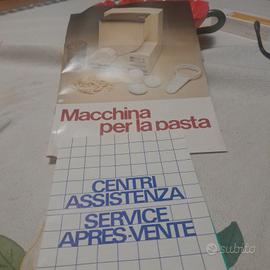 Macchina
per la pasta
CENTRI
ASSISTENZA
SERVICE
APRES-VENTE
subito